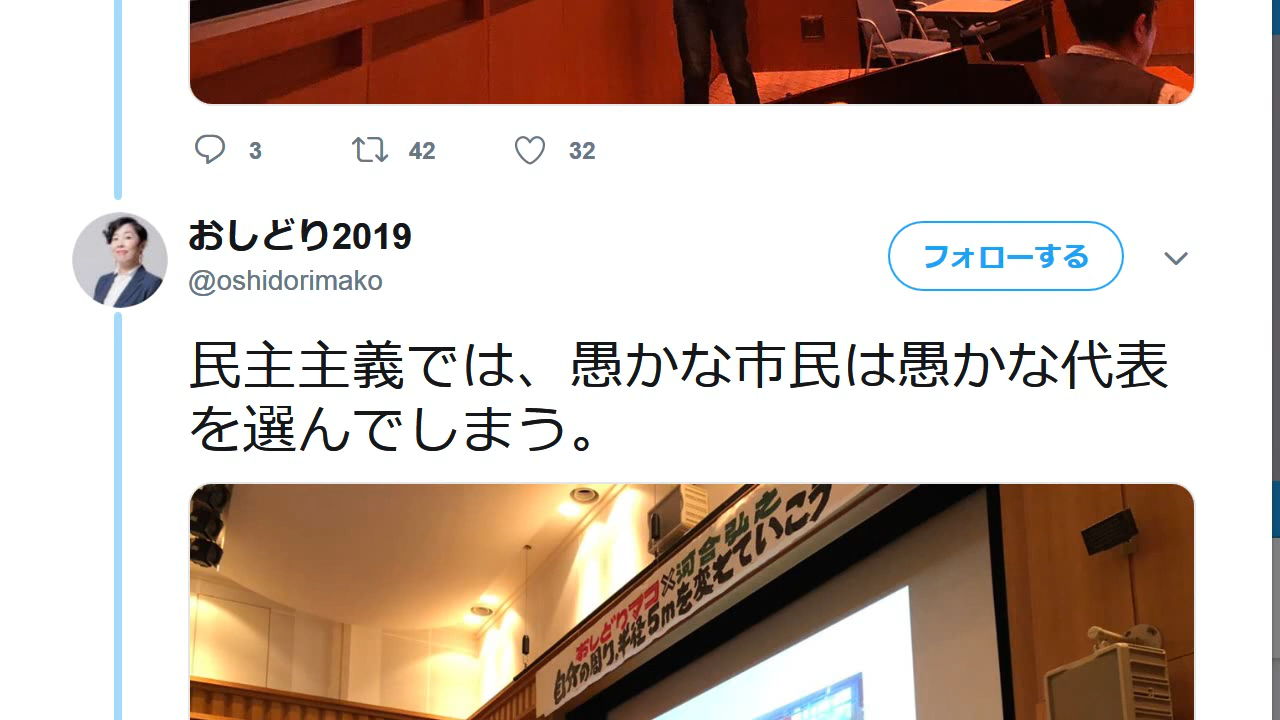 3 42 32
おしどり2019
@oshidorimako
フォローする
民主主義では、愚かな市民は愚かな代表
を選んでしまう。
おしどりマコ×河合弘之
自分の周り、半径5mを変えていこう